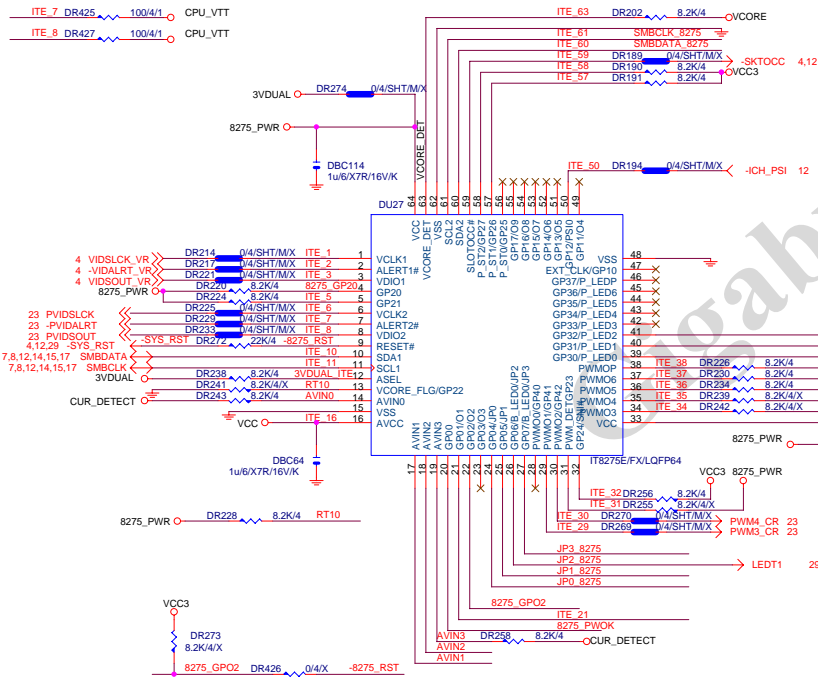 ITE_7 DR425 100/4/1 CPU_VTT
ITE_8 DR427 100/4/1 CPU_VTT
ITE_63 DR202 8.2K/4 VCORE
ITE_61 SMBCLK_8275
ITE_60 SMBDATA_8275
ITE_59 DR189 0/4/SHT/M/X -SKTOCC 4,12
ITE_58 DR190 8.2K/4 VCC3
ITE_57 DR191 8.2K/4
3VDUAL DR274 0/4/SHT/M/X
8275_PWR
VCORE_DET
DBC114
1u/6/X7R/16V/K
ITE_50 DR194 0/4/SHT/M/X -ICH_PSI 12
DU27
64 63 62 61 60 59 58 57 56 55 54 53 52 51 50 49
VCC
VCORE_DET
VSS
SCL2
SDA2
SLOTOCC#
P_ST2/GP27
P_ST1/GP26
P_ST0/GP25
GP17/O9
GP16/O8
GP15/O7
GP14/O6
GP13/O5
GP12/PSI0
GP11/O4
4 VIDSLCK_VR DR214 0/4/SHT/M/X ITE_1 1 VCLK1
4 -VIDALRT_VR DR217 0/4/SHT/M/X ITE_2 2 ALERT1#
4 VIDSOUT_VR DR221 0/4/SHT/M/X ITE_3 3 VDIO1
8275_PWR DR220 8.2K/4 8275_GP20 4 GP20
DR224 8.2K/4 ITE_5 5 GP21
23 PVIDSLCK DR225 0/4/SHT/M/X ITE_6 6 VCLK2
23 -PVIDALRT DR229 0/4/SHT/M/X ITE_7 7 ALERT2#
23 PVIDSOUT DR233 0/4/SHT/M/X ITE_8 8 VDIO2
4,12,29 -SYS_RST -SYS_RST DR272 22K/4 -8275_RST 9 RESET#
7,8,12,14,15,17 SMBDATA ITE_10 10 SDA1
7,8,12,14,15,17 SMBCLK ITE_11 11 SCL1
3VDUAL DR238 8.2K/4 3VDUAL_ITE 12 ASEL
DR241 8.2K/4/X RT10 13 VCORE_FLG/GP22
CUR_DETECT DR243 8.2K/4 AVIN0 14 AVIN0
15 VSS
VCC ITE_16 16 AVCC
DBC64
1u/6/X7R/16V/K
VSS 48
EXT_CLK/GP10 47
GP37/P_LEDP 46
GP36/P_LED6 45
GP35/P_LED5 44
GP34/P_LED4 43
GP33/P_LED3 42
GP32/P_LED2 41
GP31/P_LED1 40
GP30/P_LED0 39
PWMOP 38 ITE_38 DR226 8.2K/4
PWMO6 37 ITE_37 DR230 8.2K/4
PWMO5 36 ITE_36 DR234 8.2K/4
PWMO4 35 ITE_35 DR239 8.2K/4/X
PWMO3 34 ITE_34 DR242 8.2K/4/X
VCC 33
8275_PWR
AVIN1
AVIN2
AVIN3
GP00
GP01/O1
GP02/O2
GP03/O3
GP04/JP0
GP05/JP1
GP06/B_LED0/JP2
GP07/B_LED0/JP3
PWMO0/GP40
PWMO1/GP41
PWMO2/GP42
PWM_DETGP23
GP24/SNI#
17 18 19 20 21 22 23 24 25 26 27 28 29 30 31 32
IT8275E/FX/LQFP64
VCC3 8275_PWR
ITE_32 DR256 8.2K/4
ITE_31 DR255 8.2K/4/X
ITE_30 DR270 0/4/SHT/M/X PWM4_CR 23
ITE_29 DR269 0/4/SHT/M/X PWM3_CR 23
8275_PWR DR228 8.2K/4 RT10
JP3_8275
JP2_8275 LEDT1 29
JP1_8275
JP0_8275
8275_GPO2
ITE_21
8275_PWOK
AVIN3 DR258 8.2K/4 CUR_DETECT
AVIN2
AVIN1
VCC3
DR273
8.2K/4/X
8275_GPO2 DR426 0/4/X -8275_RST
Gigab